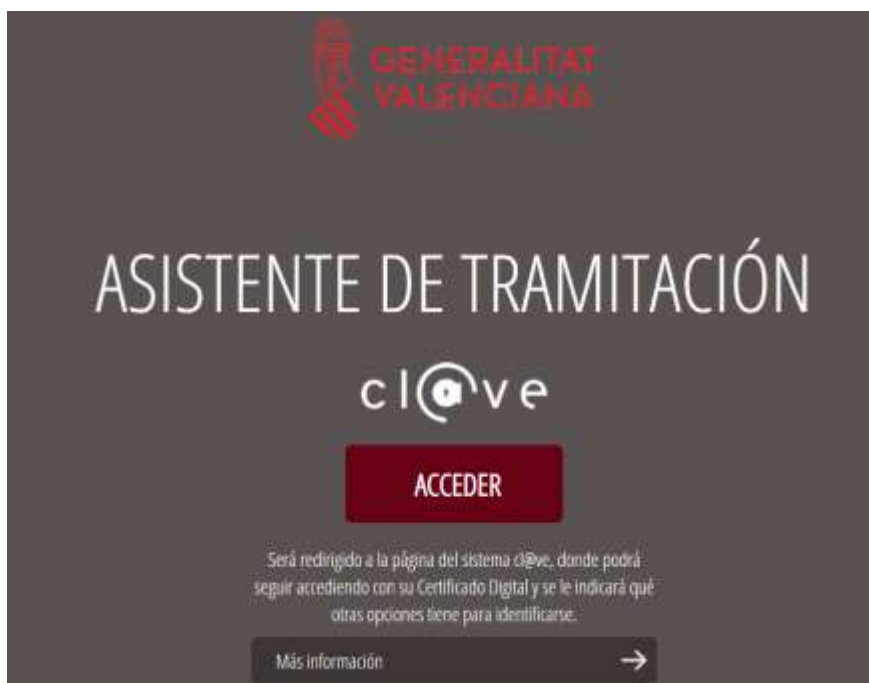 GENERALITAT
VALENCIANA
ASISTENTE DE TRAMITACIÓN
cl@ve
ACCEDER
Será redirigido a la página del sistema cl@ve, donde podrá
seguir accediendo con su Certificado Digital y se le indicará qué
otras opciones tiene para identificarse.
Más información